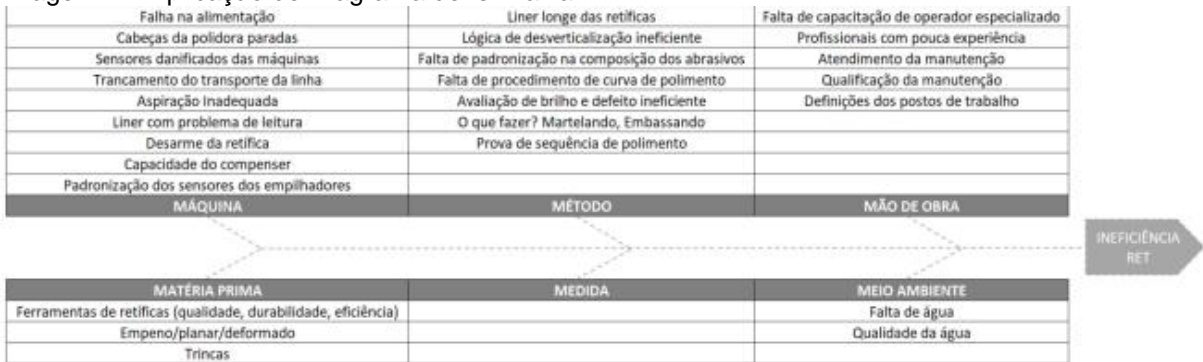 Falha na alimentação
Liner longe das retíficas
Falta de capacitação de operador especializado
Cabeças da polidora paradas
Lógica de desverticalização ineficiente
Profissionais com pouca experiência
Sensores danificados das máquinas
Falta de padronização na composição dos abrasivos
Atendimento da manutenção
Trancamento do transporte da linha
Falta de procedimento de curva de polimento
Qualificação da manutenção
Aspiração Inadequada
Avaliação de brilho e defeito ineficiente
Definições dos postos de trabalho
Liner com problema de leitura
O que fazer? Martelando, Embassando
Desarme da retífica
Prova de sequência de polimento
Capacidade do compenser
Padronização dos sensores dos empilhadores
MÁQUINA
MÉTODO
MÃO DE OBRA
INEFICIÊNCIA
RET
MATÉRIA PRIMA
MEDIDA
MEIO AMBIENTE
Ferramentas de retíficas (qualidade, durabilidade, eficiência)
Falta de água
Empeno/planar/deformado
Qualidade da água
Trincas